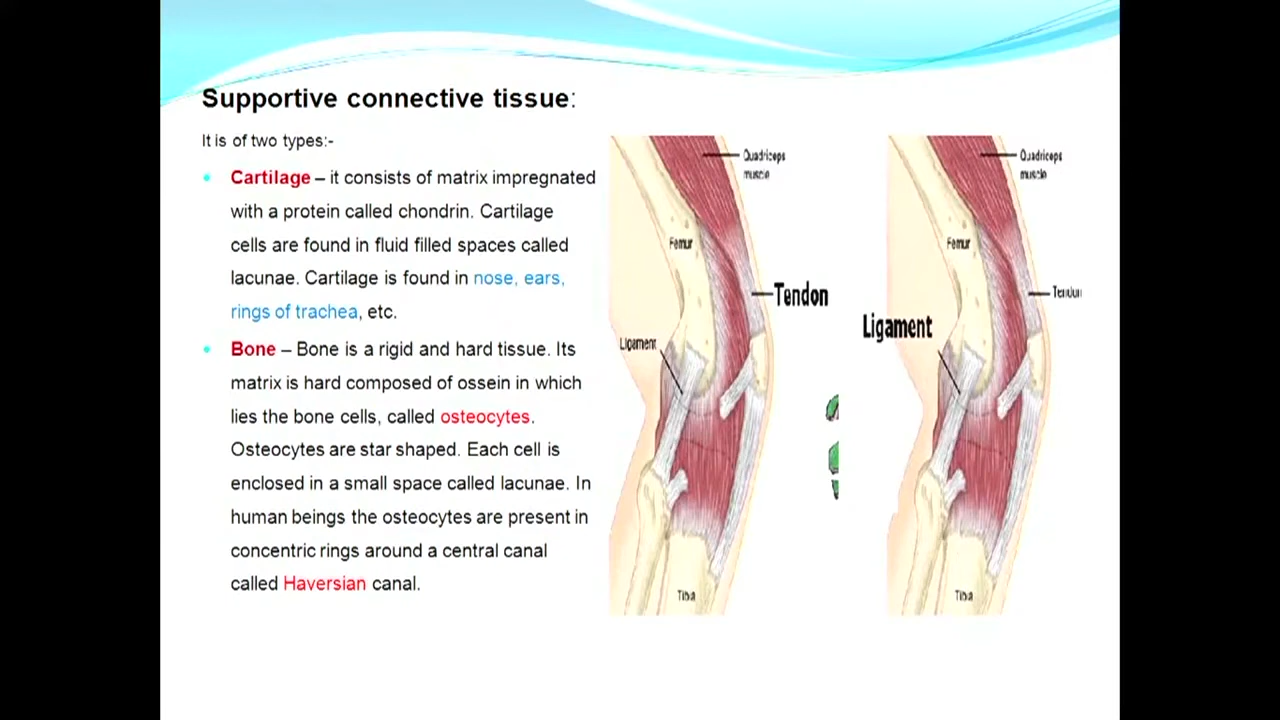 Supportive connective tissue:
It is of two types:-
Cartilage – it consists of matrix impregnated
with a protein called chondrin. Cartilage
cells are found in fluid filled spaces called
lacunae. Cartilage is found in nose, ears,
rings of trachea, etc.
Bone – Bone is a rigid and hard tissue. Its
matrix is hard composed of ossein in which
lies the bone cells, called osteocytes.
Osteocytes are star shaped. Each cell is
enclosed in a small space called lacunae. In
human beings the osteocytes are present in
concentric rings around a central canal
called Haversian canal.
Quadriceps
muscle
Femur
Tendon
Ligament
Tibia
Quadriceps
muscle
Femur
Tendon
Ligament
Tibia